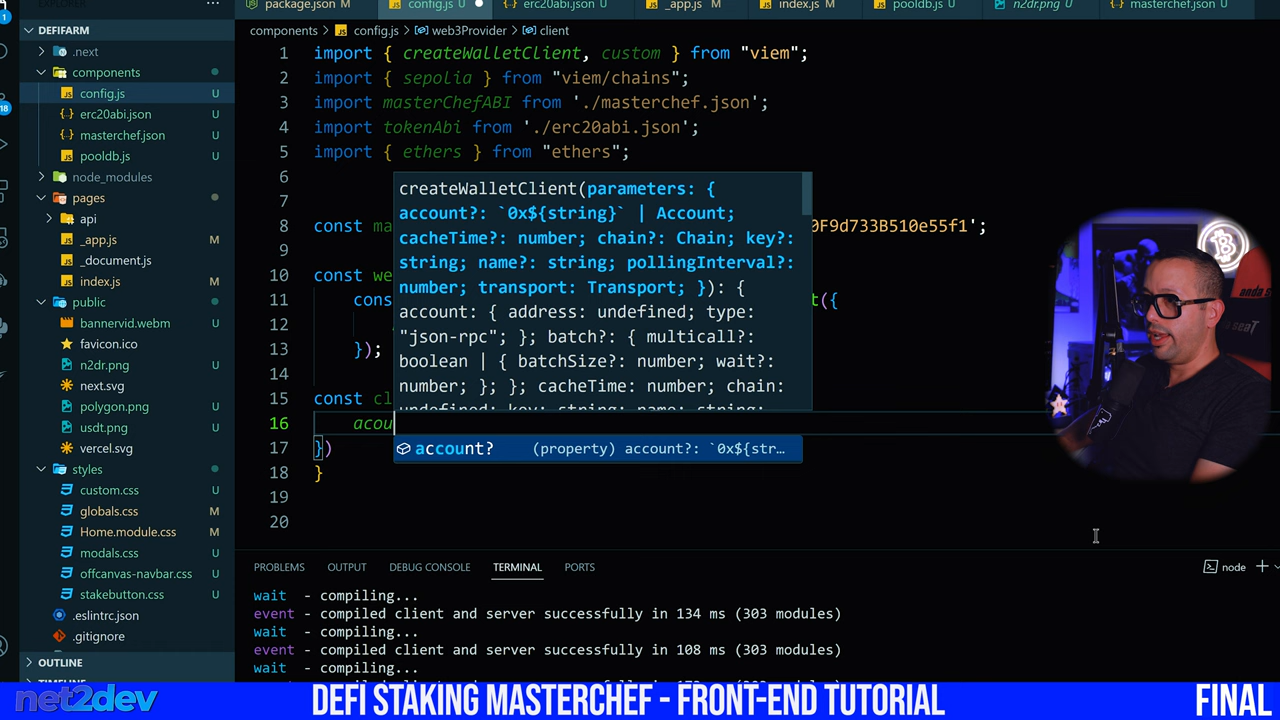 EXPLORER
...
package.json M
config.js U
erc20abi.json U
_app.js M
index.js M
pooldb.js U
n2dr.png U
masterchef.json U
DEFIFARM
.next
components
config.js U
erc20abi.json U
masterchef.json U
pooldb.js U
node_modules
pages
api
_app.js M
_document.js
index.js M
public
bannervid.webm U
favicon.ico
n2dr.png U
next.svg
polygon.png U
usdt.png U
vercel.svg
styles
custom.css U
globals.css M
Home.module.css M
modals.css U
offcanvas-navbar.css U
stakebutton.css U
.eslintrc.json
.gitignore
OUTLINE
18
components > config.js > web3Provider > client
1 import { createWalletClient, custom } from "viem";
2 import { sepolia } from "viem/chains";
3 import masterChefABI from './masterchef.json';
4 import tokenAbi from './erc20abi.json';
5 import { ethers } from "ethers";
6
7
8 const ma 0F9d733B510e55f1';
9
10 const we
11 cons t({
12
13 });
14
15 const cl
16 acou
17 })
18 }
19
20
createWalletClient(parameters: {
account?: `0x${string}` | Account;
cacheTime?: number; chain?: Chain; key?:
string; name?: string; pollingInterval?:
number; transport: Transport; }): {
account: { address: undefined; type:
"json-rpc"; }; batch?: { multicall?:
boolean | { batchSize?: number; wait?:
number; }; }; cacheTime: number; chain:
undefined; key: string; name: string;
account? (property) account?: `0x${str…
PROBLEMS OUTPUT DEBUG CONSOLE TERMINAL PORTS
node
wait - compiling...
event - compiled client and server successfully in 134 ms (303 modules)
wait - compiling...
event - compiled client and server successfully in 108 ms (303 modules)
wait - compiling...
net2dev DEFI STAKING MASTERCHEF - FRONT-END TUTORIAL FINAL